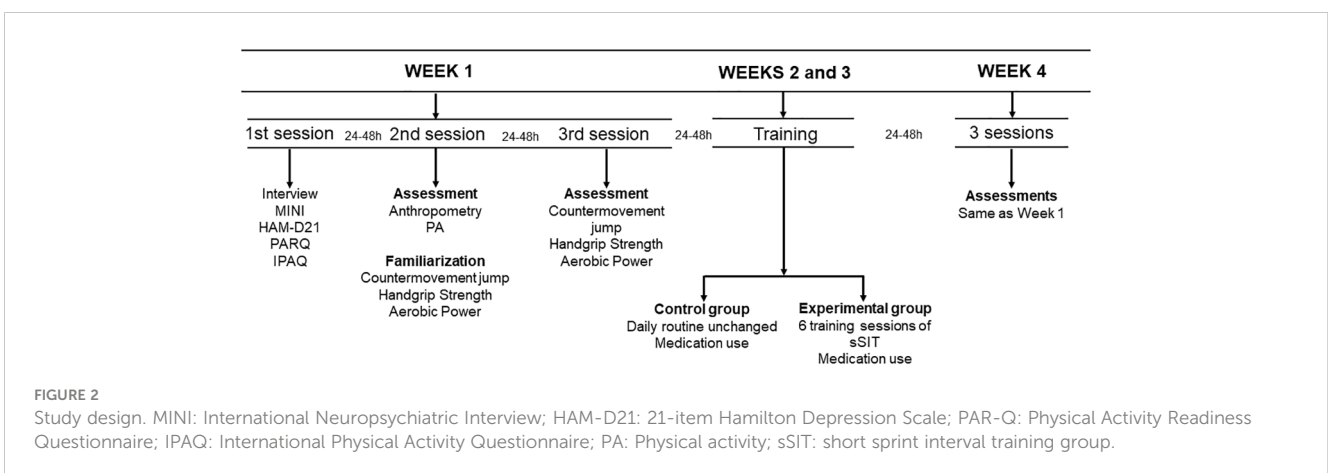 WEEK 1 WEEKS 2 and 3 WEEK 4
1st session 24-48h 2nd session 24-48h 3rd session 24-48h Training 24-48h 3 sessions
Interview
MINI
HAM-D21
PARQ
IPAQ
Assessment
Anthropometry
PA
Familiarization
Countermovement jump
Handgrip Strength
Aerobic Power
Assessment
Countermovement
jump
Handgrip Strength
Aerobic Power
Control group
Daily routine unchanged
Medication use
Experimental group
6 training sessions of
sSIT
Medication use
Assessments
Same as Week 1
FIGURE 2
Study design. MINI: International Neuropsychiatric Interview; HAM-D21: 21-item Hamilton Depression Scale; PAR-Q: Physical Activity Readiness
Questionnaire; IPAQ: International Physical Activity Questionnaire; PA: Physical activity; sSIT: short sprint interval training group.